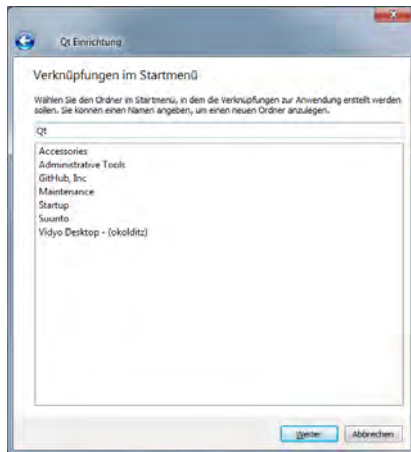 Qt Einrichtung
Verknüpfungen im Startmenü
Wählen Sie den Ordner im Startmenü, in dem die Verknüpfungen zur Anwendung erstellt werden
sollen. Sie können einen Namen angeben, um einen neuen Ordner anzulegen.
Qt
Accessories
Administrative Tools
GitHub, Inc
Maintenance
Startup
Suunto
Vidyo Desktop - (okolditz)
Weiter
Abbrechen